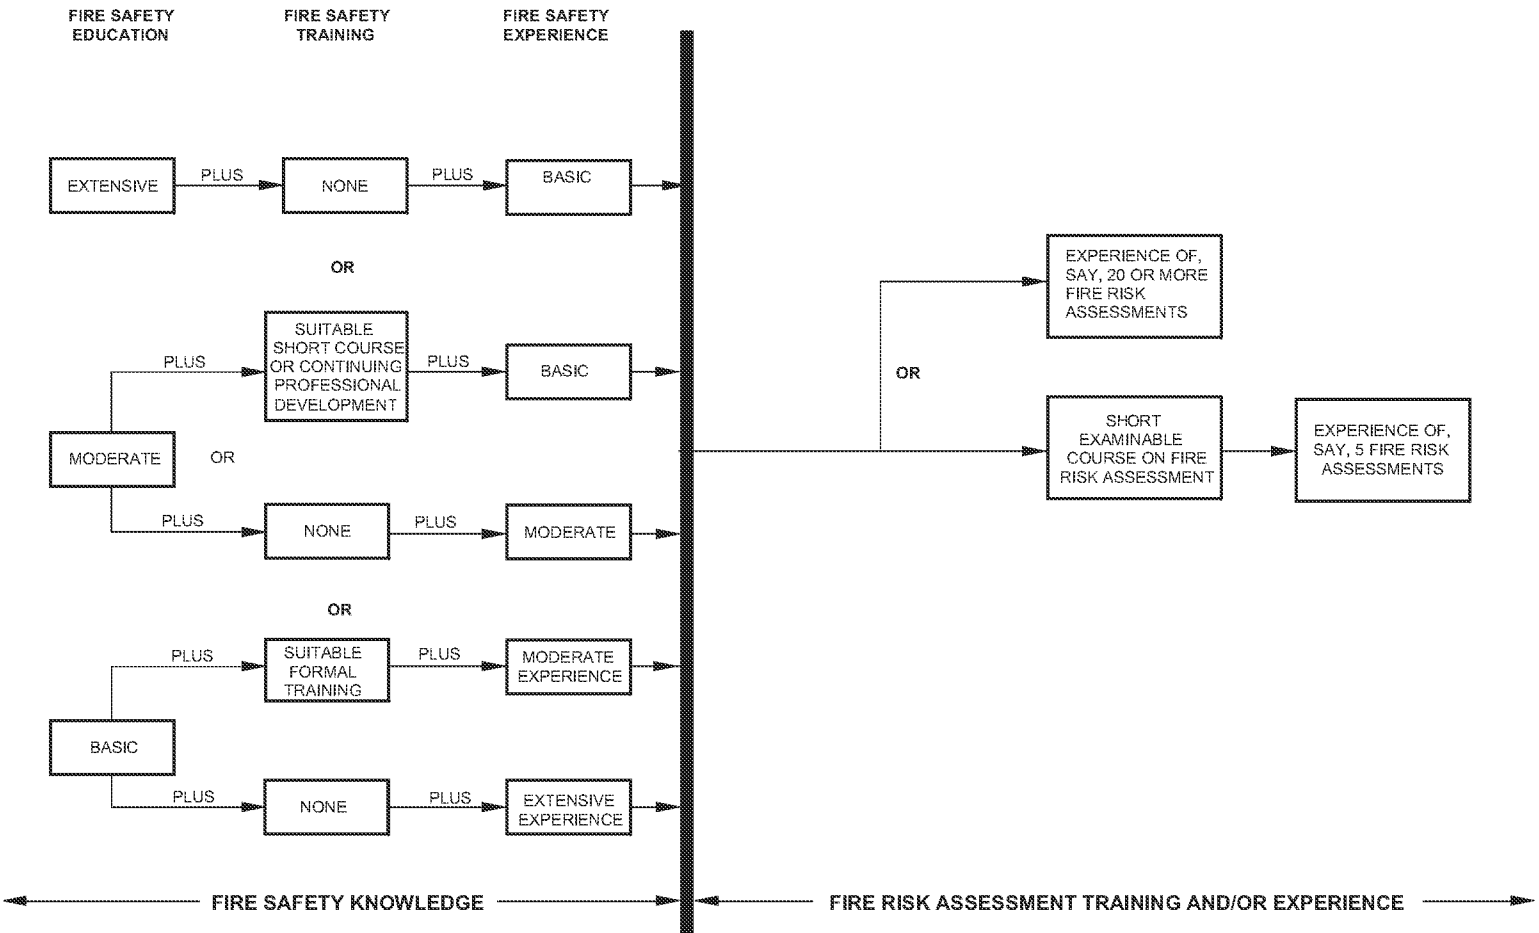 FIRE SAFETY
EDUCATION
FIRE SAFETY
TRAINING
FIRE SAFETY
EXPERIENCE
EXTENSIVE
PLUS
NONE
PLUS
BASIC
OR
MODERATE
OR
PLUS
SUITABLE
SHORT COURSE
OR CONTINUING
PROFESSIONAL
DEVELOPMENT
PLUS
BASIC
PLUS
NONE
PLUS
MODERATE
OR
BASIC
PLUS
SUITABLE
FORMAL
TRAINING
PLUS
MODERATE
EXPERIENCE
PLUS
NONE
PLUS
EXTENSIVE
EXPERIENCE
EXPERIENCE OF,
SAY, 20 OR MORE
FIRE RISK
ASSESSMENTS
OR
SHORT
EXAMINABLE
COURSE ON FIRE
RISK ASSESSMENT
EXPERIENCE OF,
SAY, 5 FIRE RISK
ASSESSMENTS
FIRE SAFETY KNOWLEDGE
FIRE RISK ASSESSMENT TRAINING AND/OR EXPERIENCE